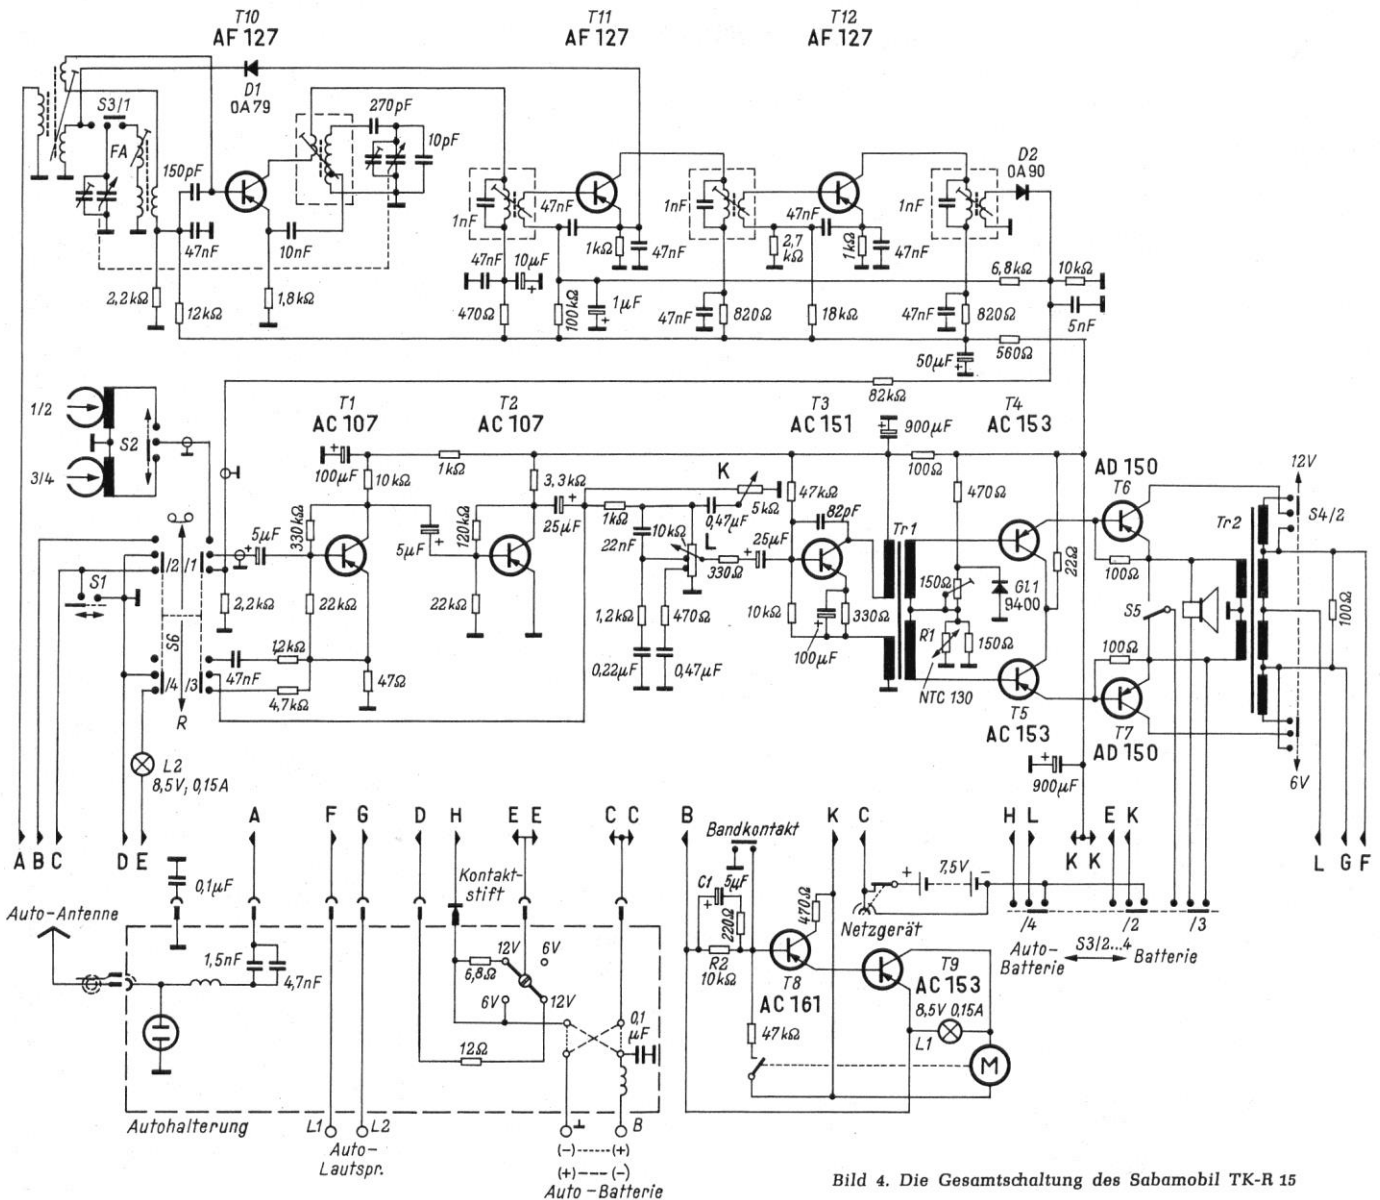 T10
AF 127
T11
AF 127
T12
AF 127
D1
0A79
S3/1
FA
270pF
10pF
150pF
47nF
10nF
2,2kΩ
12kΩ
1,8kΩ
1nF
47nF
1kΩ
47nF
47nF
10µF
470Ω
100kΩ
1µF
1nF
47nF
2,7
kΩ
1kΩ
47nF
47nF
820Ω
18kΩ
1nF
D2
0A90
6,8kΩ
10kΩ
47nF
820Ω
5nF
50µF
560Ω
82kΩ
1/2
3/4
S2
T1
AC 107
T2
AC 107
T3
AC 151
T4
AC 153
100µF
10kΩ
1kΩ
3,3kΩ
25µF
330kΩ
5µF
5µF
120kΩ
1kΩ
22nF
10kΩ
0,47µF
K
5kΩ
L
330Ω
25µF
47kΩ
82pF
900µF
100Ω
470Ω
AD 150
T6
12V
S4/2
Tr2
Tr1
150Ω
GL1
9400
22Ω
100Ω
S5
100Ω
100Ω
S1
/2
/1
S6
/4
/3
R
2,2kΩ
22kΩ
22kΩ
12kΩ
47nF
4,7kΩ
47Ω
1,2kΩ
470Ω
0,22µF
0,47µF
10kΩ
330Ω
100µF
R1
150Ω
NTC 130
T5
AC 153
T7
AD 150
900µF
6V
L2
8,5V; 0,15A
A B C D E
A F G D H E E C C B K C H L K K E K L G F
0,1µF
Auto-Antenne
1,5nF
4,7nF
Kontakt-
stift
12V
6V
6,8Ω
6V
12V
12Ω
0,1
µF
Autohalterung
L1
L2
Auto-
Lautspr.
B
(-)------(+)
(+)---(-)
Auto-Batterie
Bandkontakt
C1
5µF
220Ω
R2
10kΩ
470Ω
T8
AC 161
47kΩ
+
7,5V
-
Netzgerät
T9
AC 153
8,5V 0,15A
L1
M
/4
/2
/3
Auto-
Batterie
S3/2...4
Batterie
Bild 4. Die Gesamtschaltung des Sabamobil TK-R 15